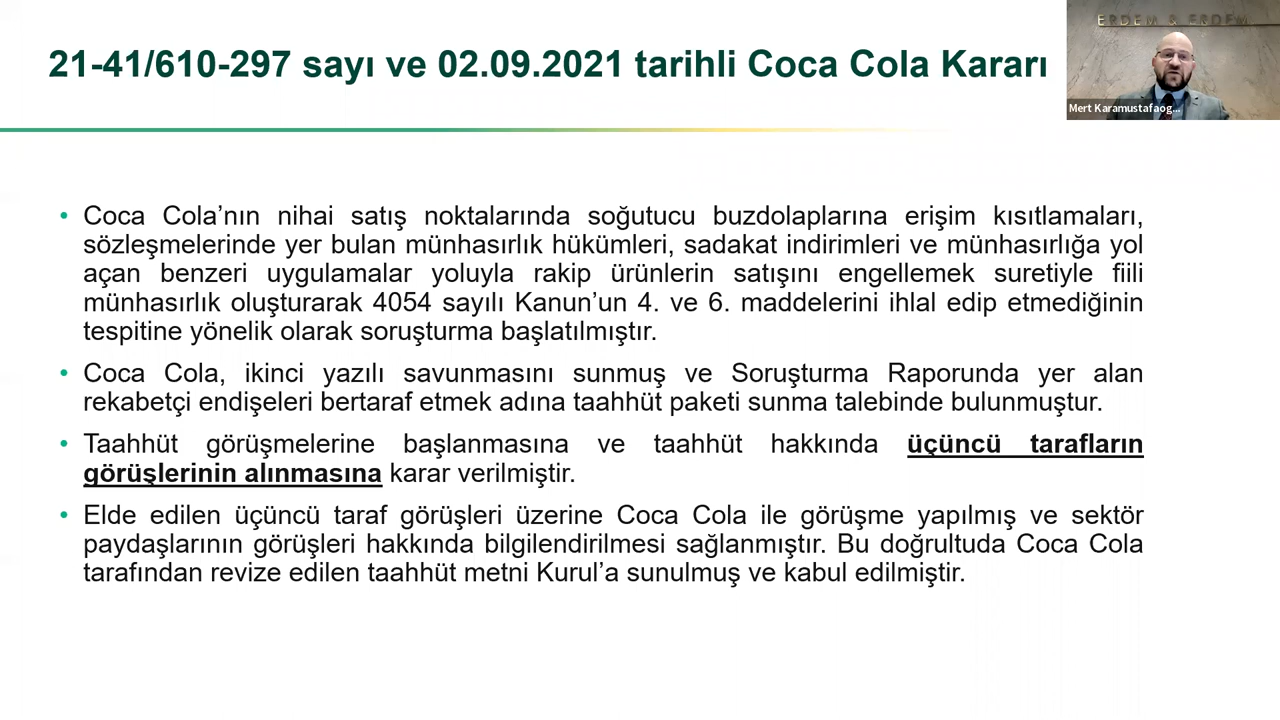 21-41/610-297 sayı ve 02.09.2021 tarihli Coca Cola Kararı
ERDEM & ERDEM
Mert Karamustafaog...
• Coca Cola’nın nihai satış noktalarında soğutucu buzdolaplarına erişim kısıtlamaları,
sözleşmelerinde yer bulan münhasırlık hükümleri, sadakat indirimleri ve münhasırlığa yol
açan benzeri uygulamalar yoluyla rakip ürünlerin satışını engellemek suretiyle fiili
münhasırlık oluşturarak 4054 sayılı Kanun’un 4. ve 6. maddelerini ihlal edip etmediğinin
tespitine yönelik olarak soruşturma başlatılmıştır.
• Coca Cola, ikinci yazılı savunmasını sunmuş ve Soruşturma Raporunda yer alan
rekabetçi endişeleri bertaraf etmek adına taahhüt paketi sunma talebinde bulunmuştur.
• Taahhüt görüşmelerine başlanmasına ve taahhüt hakkında üçüncü tarafların
görüşlerinin alınmasına karar verilmiştir.
• Elde edilen üçüncü taraf görüşleri üzerine Coca Cola ile görüşme yapılmış ve sektör
paydaşlarının görüşleri hakkında bilgilendirilmesi sağlanmıştır. Bu doğrultuda Coca Cola
tarafından revize edilen taahhüt metni Kurul’a sunulmuş ve kabul edilmiştir.